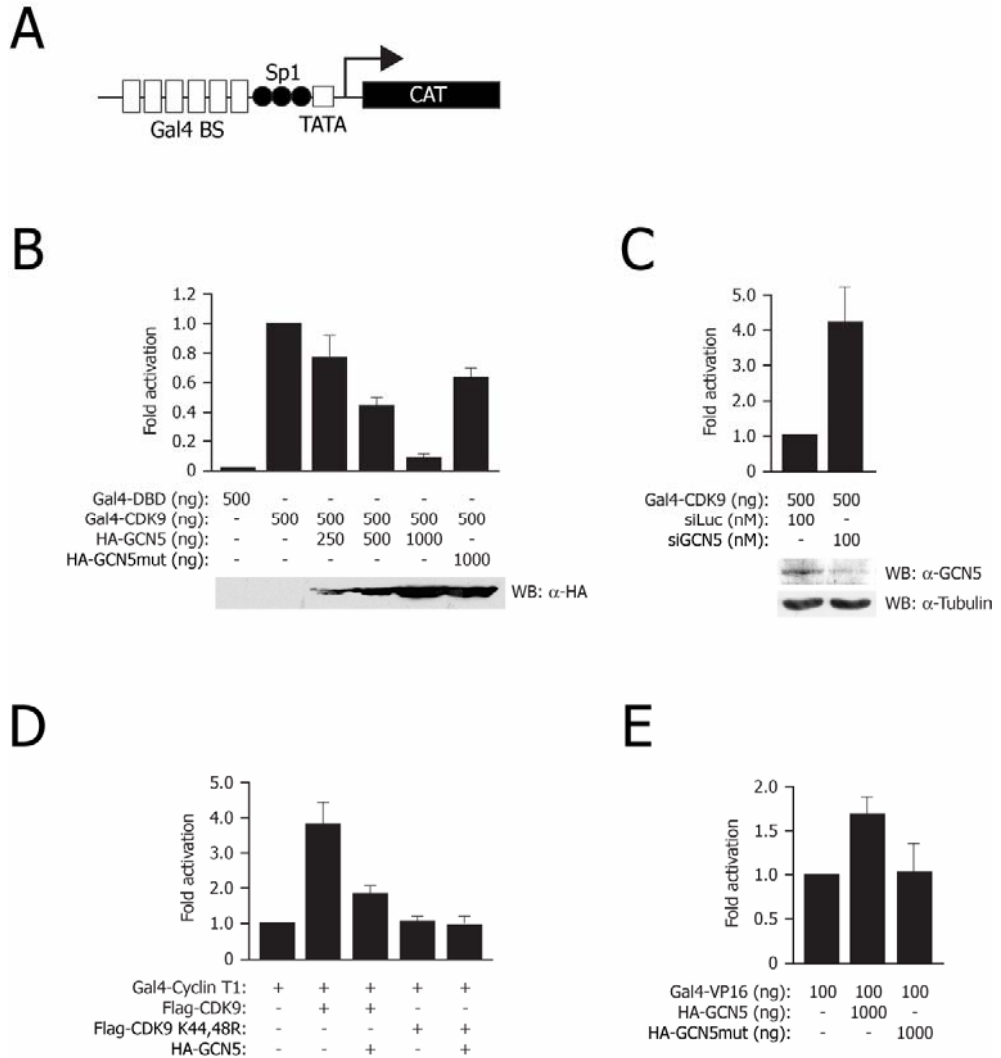 A
Sp1
CAT
Gal4 BS
TATA
B
1.2
1.0
0.8
0.6
0.4
0.2
0
Fold activation
Gal4-DBD (ng): 500 - - - - -
Gal4-CDK9 (ng): - 500 500 500 500 500
HA-GCN5 (ng): - - 250 500 1000 -
HA-GCN5mut (ng): - - - - - 1000
WB: α-HA
C
5.0
4.0
3.0
2.0
1.0
0
Fold activation
Gal4-CDK9 (ng): 500 500
siLuc (nM): 100 -
siGCN5 (nM): - 100
WB: α-GCN5
WB: α-Tubulin
D
5.0
4.0
3.0
2.0
1.0
0
Fold activation
Gal4-Cyclin T1: + + + + +
Flag-CDK9: - + + - -
Flag-CDK9 K44,48R: - - - + +
HA-GCN5: - - + - +
E
2.0
1.5
1.0
0.5
0
Fold activation
Gal4-VP16 (ng): 100 100 100
HA-GCN5 (ng): - 1000 -
HA-GCN5mut (ng): - - 1000